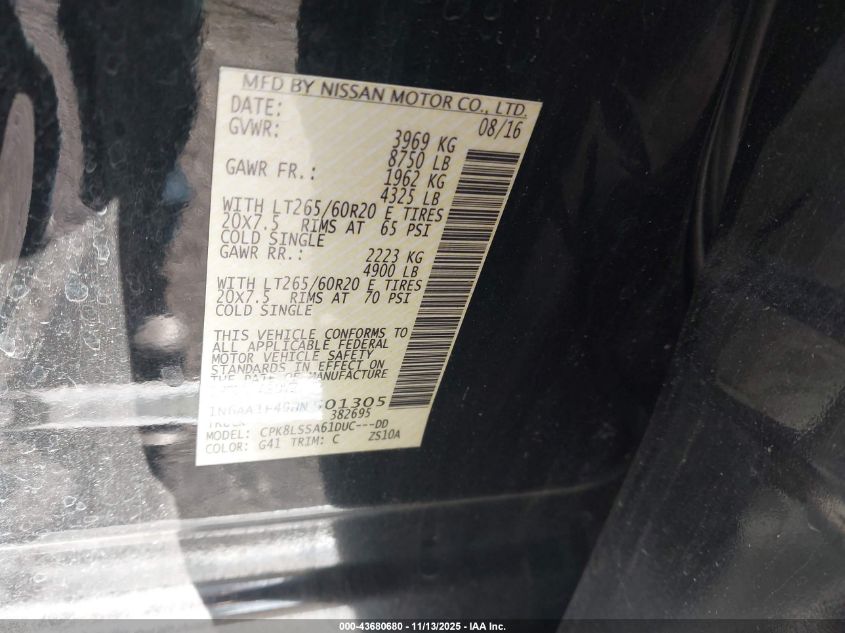 MFD BY NISSAN MOTOR CO., LTD.
DATE: 08/16
GVWR: 3969 KG
8750 LB
GAWR FR.: 1962 KG
4325 LB
WITH LT265/60R20 E TIRES
20X7.5 RIMS AT 65 PSI
COLD SINGLE
GAWR RR.: 2223 KG
4900 LB
WITH LT265/60R20 E TIRES
20X7.5 RIMS AT 70 PSI
COLD SINGLE
THIS VEHICLE CONFORMS TO
ALL APPLICABLE FEDERAL
MOTOR VEHICLE SAFETY
STANDARDS IN EFFECT ON
THE DATE OF MANUFACTURE
382695
MODEL: CPK8LSSA61DUC---DD
COLOR: G41 TRIM: C ZS10A
000-43680680 - 11/13/2025 - IAA Inc.